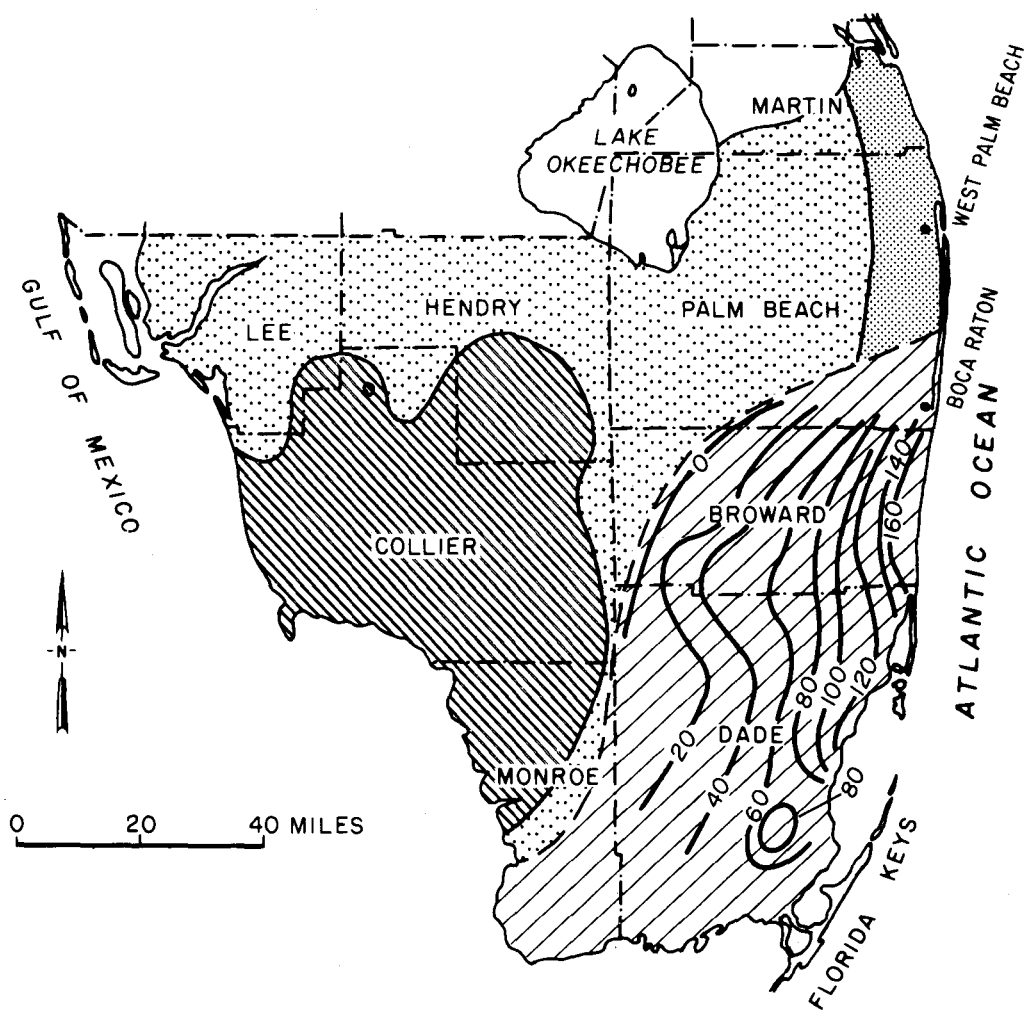 MARTIN
LAKE
OKEECHOBEE
WEST PALM BEACH
GULF OF MEXICO
LEE
HENDRY
PALM BEACH
BOCA RATON
ATLANTIC OCEAN
0
140
160
BROWARD
COLLIER
N
80
100
120
20
DADE
MONROE
40
60
80
0 20 40 MILES
FLORIDA KEYS